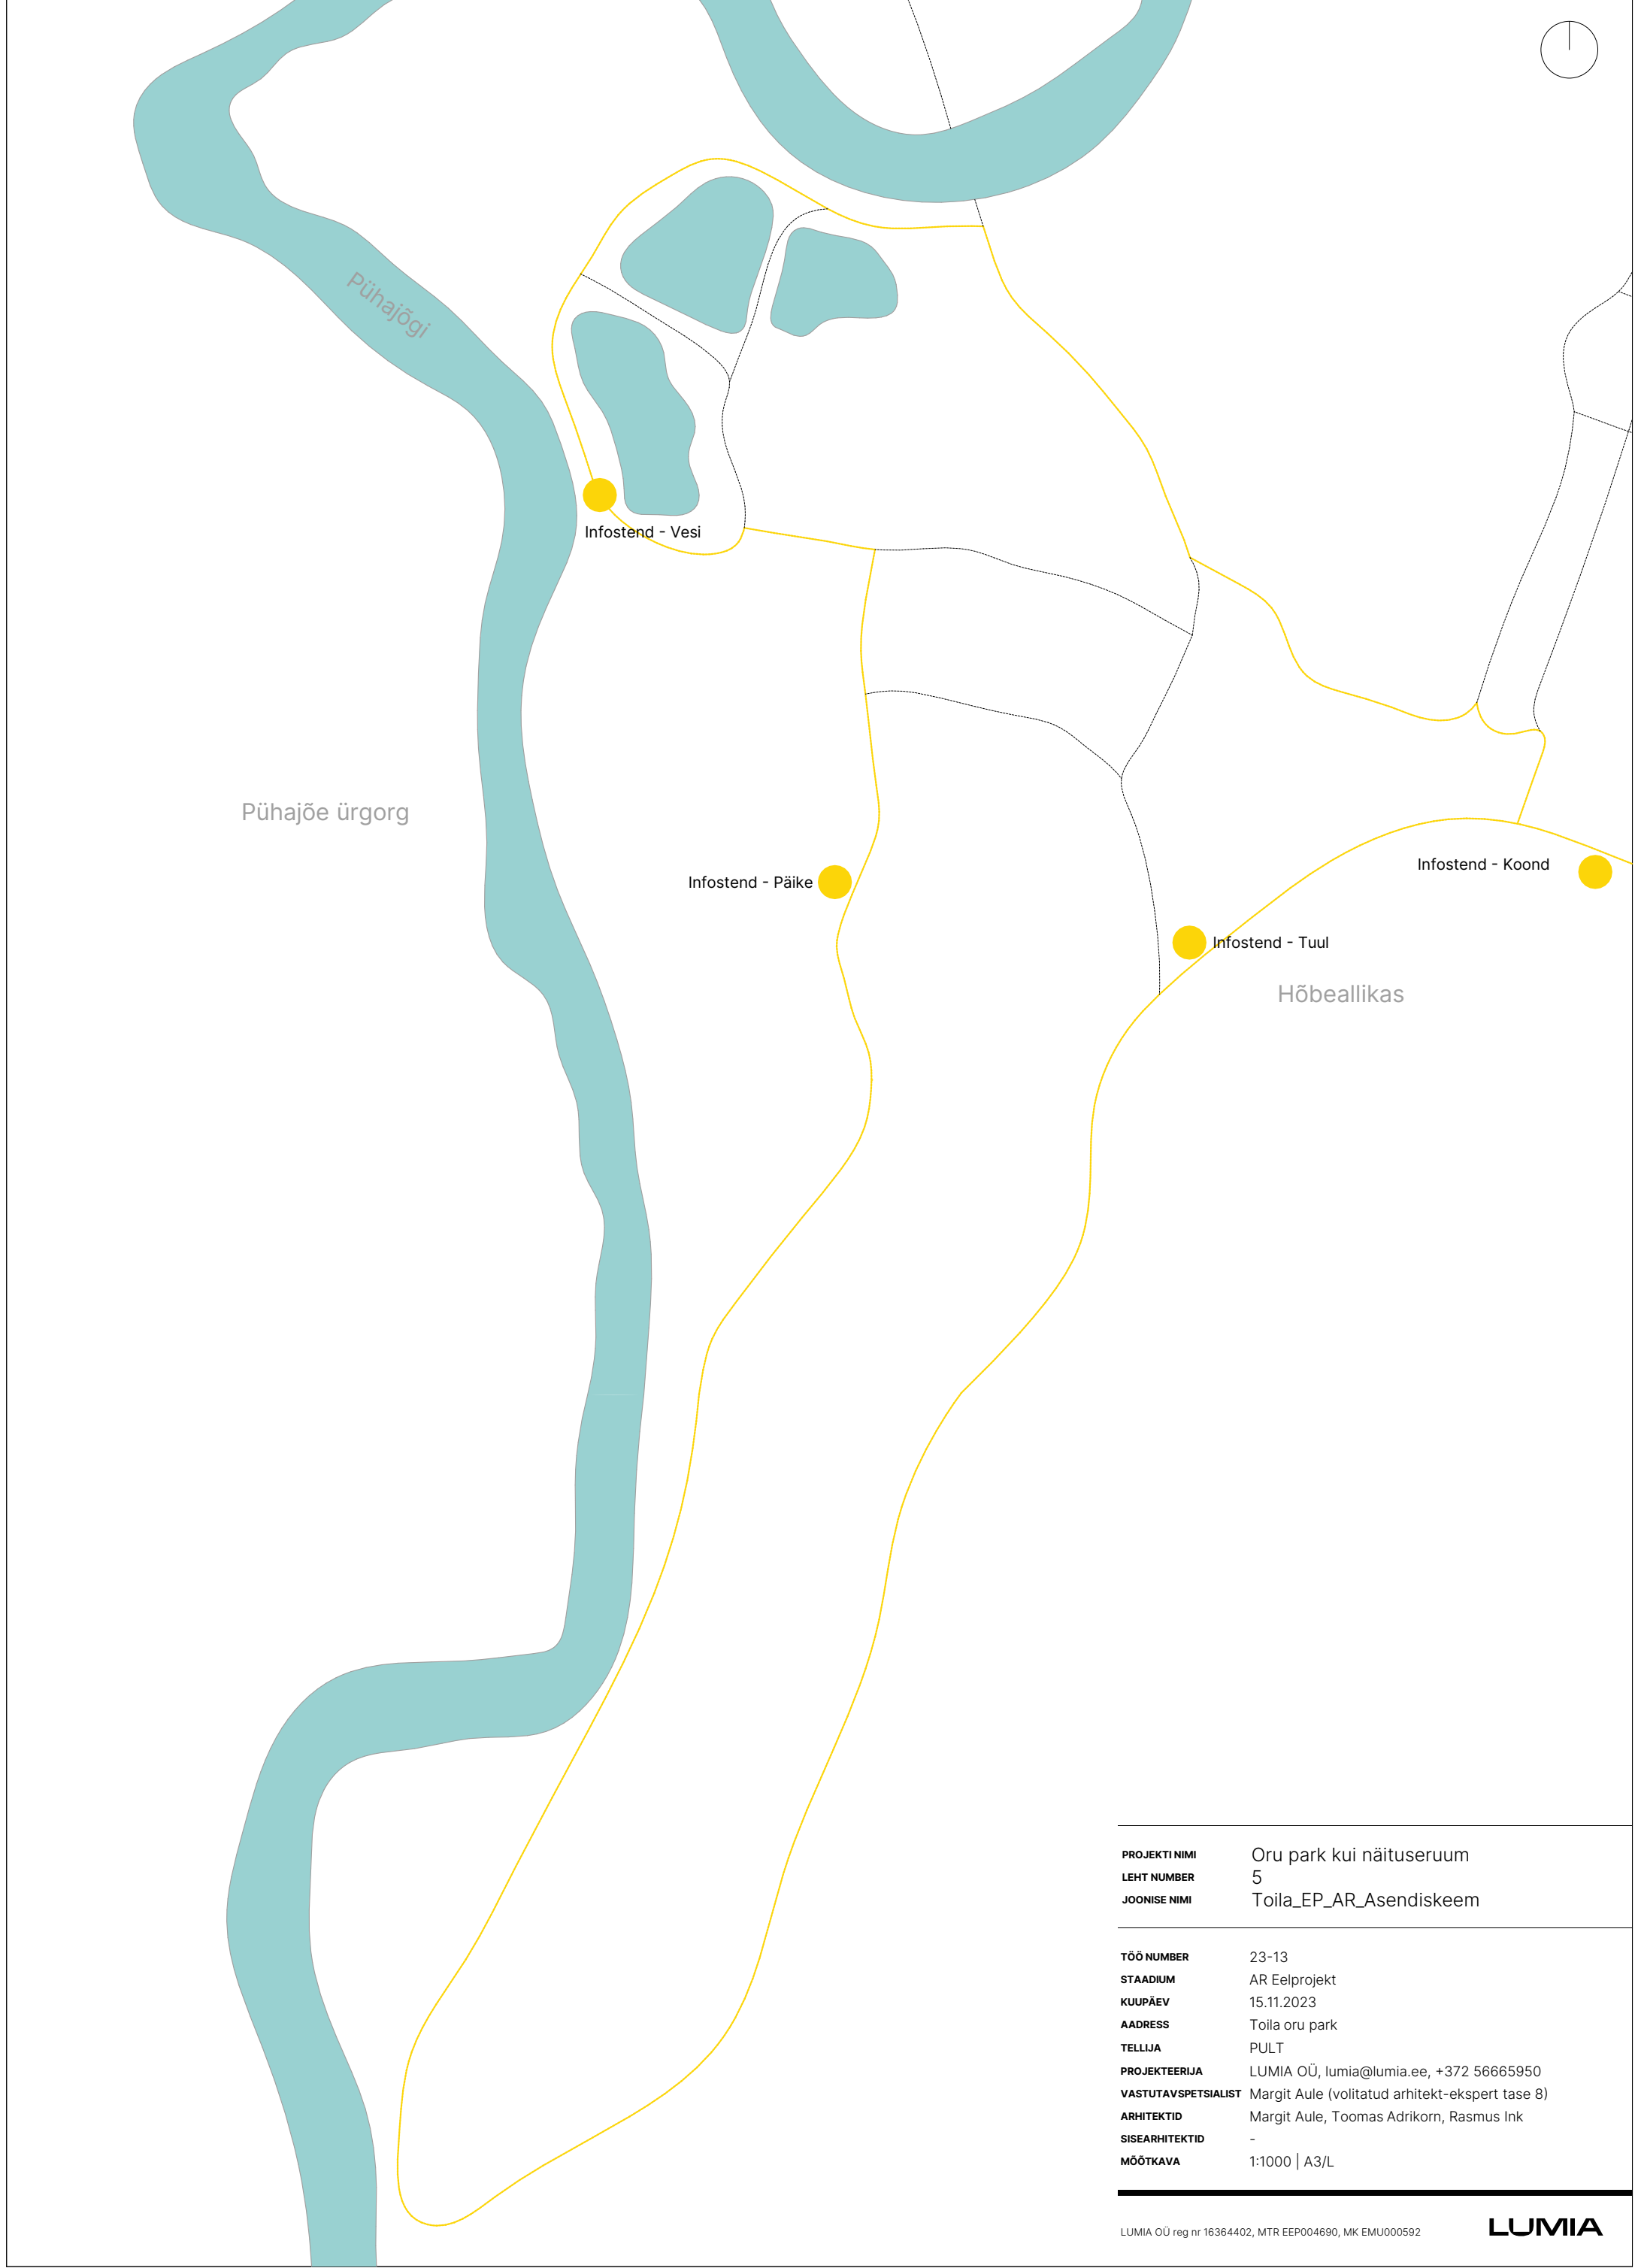 Pühajõgi
Infostend - Vesi
Pühajõe ürgorg
Infostend - Koond
Infostend - Päike
Infostend - Tuul
Hõbeallikas
PROJEKTI NIMI Oru park kui näituseruum
LEHT NUMBER 5
JOONISE NIMI Toila_EP_AR_Asendiskeem
TÖÖ NUMBER 23-13
STAADIUM AR Eelprojekt
KUUPÄEV 15.11.2023
AADRESS Toila oru park
TELLIJA PULT
PROJEKTEERIJA LUMIA OÜ, lumia@lumia.ee, +372 56665950
VASTUTAV SPETSIALIST Margit Aule (volitatud arhitekt-ekspert tase 8)
ARHITEKTID Margit Aule, Toomas Adrikorn, Rasmus Ink
SISEARHITEKTID -
MÕÕTKAVA 1:1000 | A3/L
LUMIA OÜ reg nr 16364402, MTR EEP004690, MK EMU000592 LUMIA